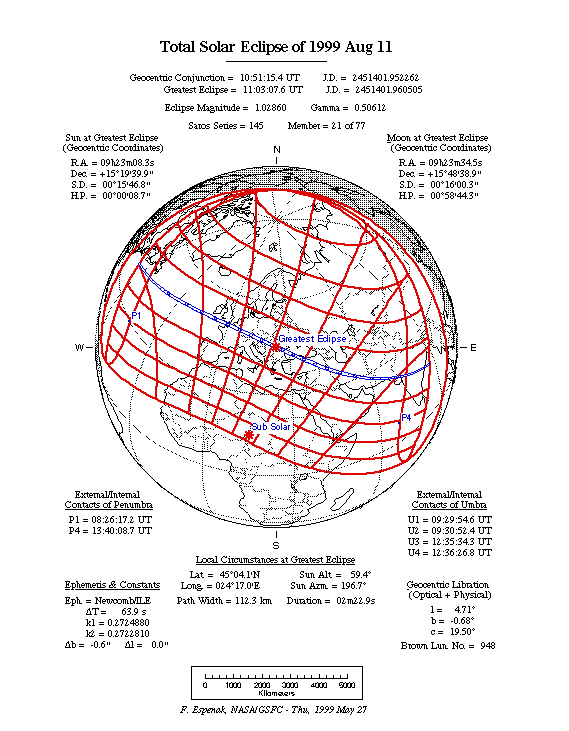 Total Solar Eclipse of 1999 Aug 11
Geocentric Conjunction = 10:51:15.4 UT J.D. = 2451401.952262
Greatest Eclipse = 11:03:07.6 UT J.D. = 2451401.960505
Eclipse Magnitude = 1.02860 Gamma = 0.50612
Saros Series = 145 Member = 21 of 77
Sun at Greatest Eclipse
(Geocentric Coordinates)
R.A. = 09h23m08.3s
Dec. = +15°19'39.9"
S.D. = 00°15'46.8"
H.P. = 00°00'08.7"
Moon at Greatest Eclipse
(Geocentric Coordinates)
R.A. = 09h23m34.5s
Dec. = +15°48'38.9"
S.D. = 00°16'00.3"
H.P. = 00°58'44.3"
N
P1
Greatest Eclipse
W
E
P4
Sub Solar
S
External/Internal
Contacts of Penumbra
P1 = 08:26:17.2 UT
P4 = 13:40:08.7 UT
External/Internal
Contacts of Umbra
U1 = 09:29:54.6 UT
U2 = 09:30:52.4 UT
U3 = 12:35:34.3 UT
U4 = 12:36:26.8 UT
Local Circumstances at Greatest Eclipse
Lat. = 45°04.1'N Sun Alt. = 59.4°
Long. = 024°17.0'E Sun Azm. = 196.7°
Path Width = 112.3 km Duration = 02m22.9s
Ephemeris & Constants
Eph. = Newcomb/ILE
ΔT = 63.9 s
k1 = 0.2724880
k2 = 0.2722810
Δb = -0.6" Δl = 0.0"
Geocentric Libration
(Optical + Physical)
l = 4.71°
b = -0.68°
c = 19.50°
Brown Lun. No. = 948
0 1000 2000 3000 4000 5000
Kilometers
F. Espenak, NASA/GSFC - Thu, 1999 May 27